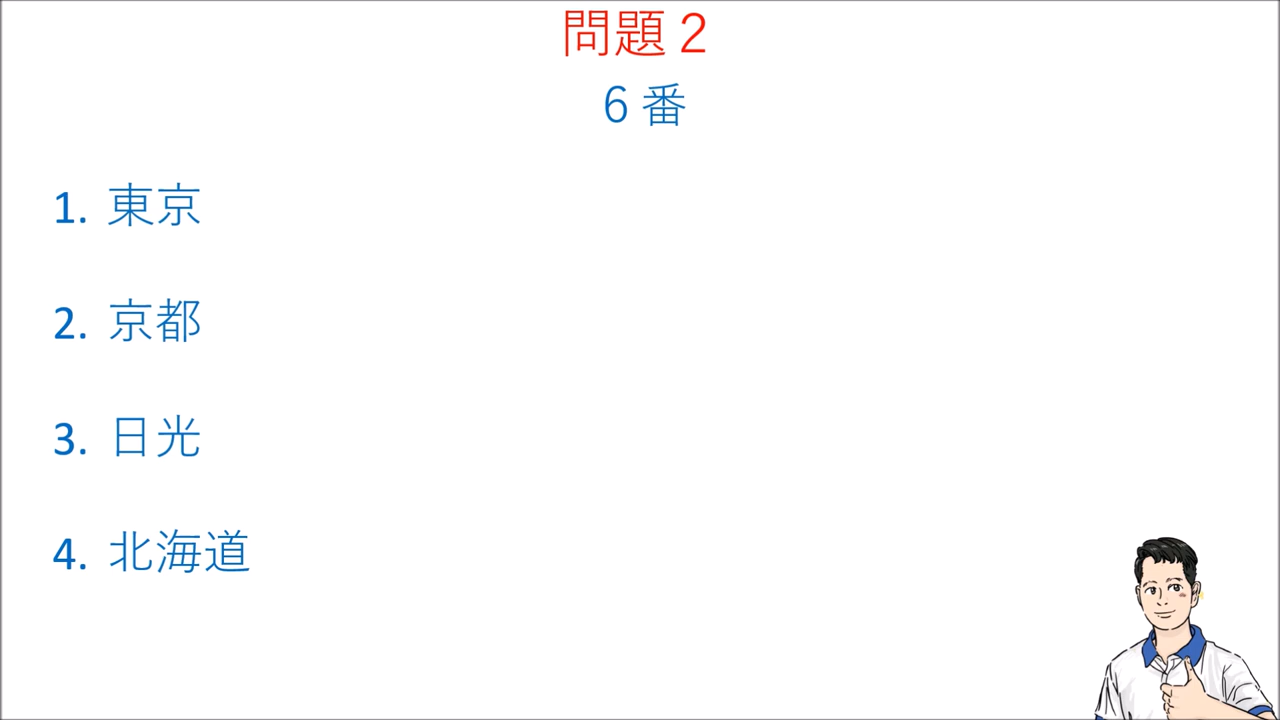 問題２
６番
1. 東京
2. 京都
3. 日光
4. 北海道